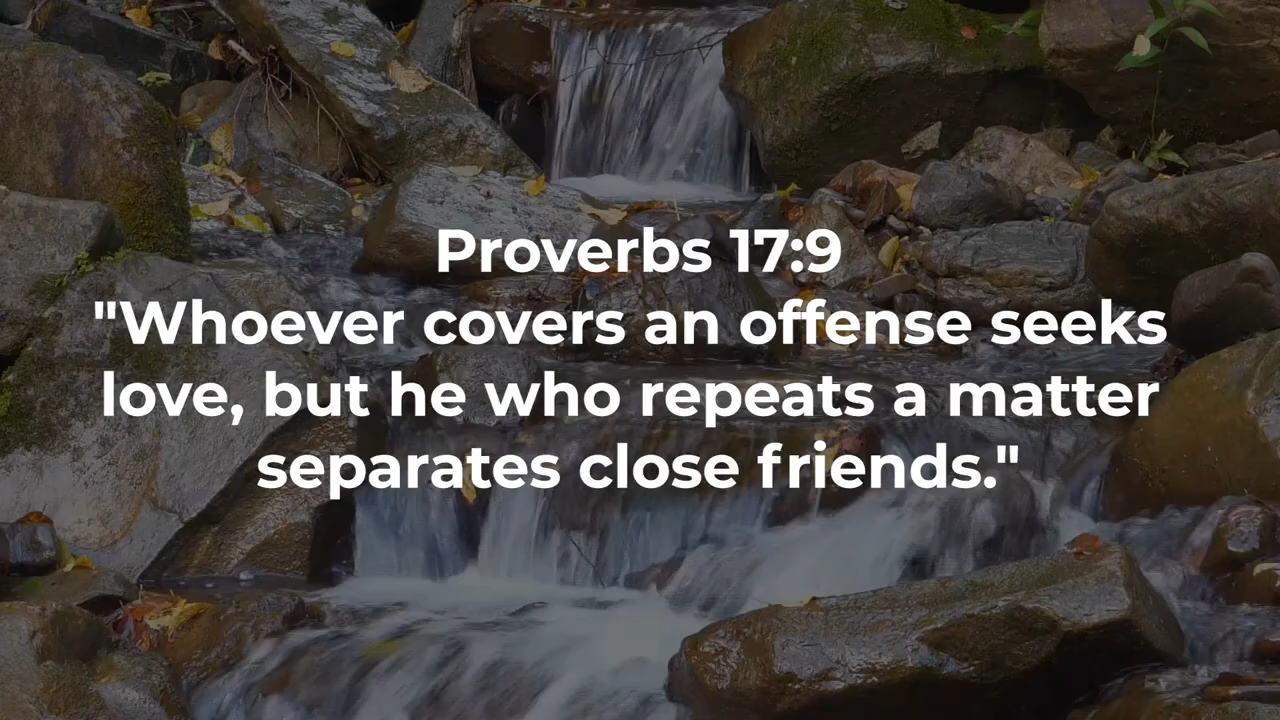 Proverbs 17:9
"Whoever covers an offense seeks
love, but he who repeats a matter
separates close friends."